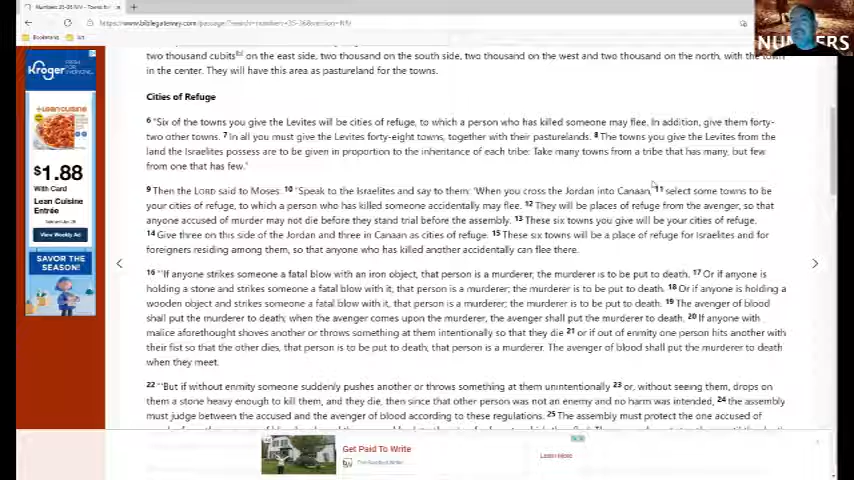 Numbers 35-36 NIV - Towns for
https://www.biblegateway.com/passage/?search=numbers+35-36&version=NIV
Bookmarks
NUMBERS
two thousand cubits on the east side, two thousand on the south side, two thousand on the west and two thousand on the north, with the town
in the center. They will have this area as pastureland for the towns.
Cities of Refuge
6 "Six of the towns you give the Levites will be cities of refuge, to which a person who has killed someone may flee. In addition, give them forty-
two other towns. 7 In all you must give the Levites forty-eight towns, together with their pasturelands. 8 The towns you give the Levites from the
land the Israelites possess are to be given in proportion to the inheritance of each tribe: Take many towns from a tribe that has many, but few
from one that has few."
9 Then the LORD said to Moses: 10 "Speak to the Israelites and say to them: 'When you cross the Jordan into Canaan, 11 select some towns to be
your cities of refuge, to which a person who has killed someone accidentally may flee. 12 They will be places of refuge from the avenger, so that
anyone accused of murder may not die before they stand trial before the assembly. 13 These six towns you give will be your cities of refuge.
14 Give three on this side of the Jordan and three in Canaan as cities of refuge. 15 These six towns will be a place of refuge for Israelites and for
foreigners residing among them, so that anyone who has killed another accidentally can flee there.
16 "'If anyone strikes someone a fatal blow with an iron object, that person is a murderer; the murderer is to be put to death. 17 Or if anyone is
holding a stone and strikes someone a fatal blow with it, that person is a murderer; the murderer is to be put to death. 18 Or if anyone is holding a
wooden object and strikes someone a fatal blow with it, that person is a murderer; the murderer is to be put to death. 19 The avenger of blood
shall put the murderer to death; when the avenger comes upon the murderer, the avenger shall put the murderer to death. 20 If anyone with
malice aforethought shoves another or throws something at them intentionally so that they die 21 or if out of enmity one person hits another with
their fist so that the other dies, that person is to be put to death; that person is a murderer. The avenger of blood shall put the murderer to death
when they meet.
22 "'But if without enmity someone suddenly pushes another or throws something at them unintentionally 23 or, without seeing them, drops on
them a stone heavy enough to kill them, and they die, then since that other person was not an enemy and no harm was intended, 24 the assembly
must judge between the accused and the avenger of blood according to these regulations. 25 The assembly must protect the one accused of
Kroger
LEAN CUISINE
$1.88
With Card
Lean Cuisine
Entrée
View Weekly Ad
SAVOR THE
SEASON!
Get Paid To Write
Learn more